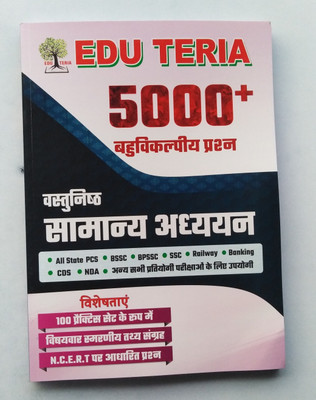 EDU TERIA
EDU TERIA
5000+
बहुविकल्पीय प्रश्न
वस्तुनिष्ठ
सामान्य अध्ययन
• All State PCS • BSSC • BPSSC • SSC • Railway • Banking
• CDS • NDA • अन्य सभी प्रतियोगी परीक्षाओं के लिए उपयोगी
विशेषताएं
100 प्रैक्टिस सेट के रुप में
विषयवार स्मरणीय तथ्य संग्रह
N.C.E.R.T पर आधारित प्रश्न